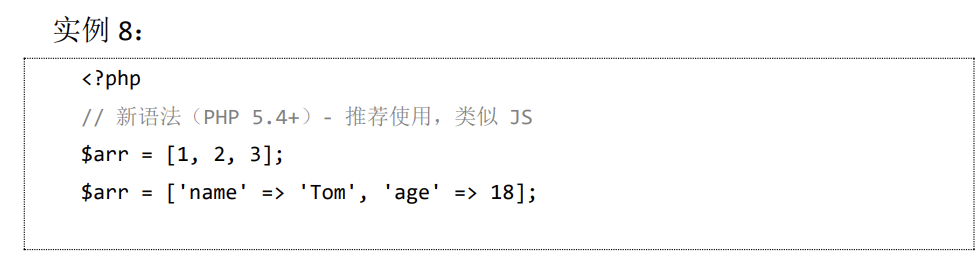 实例 8：
<?php
// 新语法（PHP 5.4+）- 推荐使用，类似 JS
$arr = [1, 2, 3];
$arr = ['name' => 'Tom', 'age' => 18];